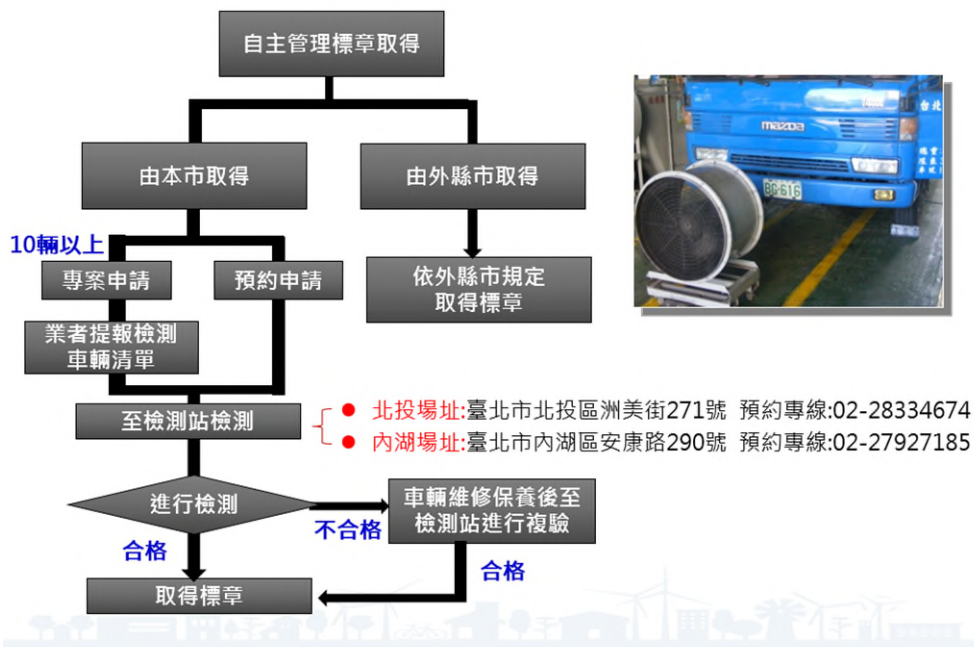 自主管理標章取得
由本市取得
由外縣市取得
10輛以上
專案申請
預約申請
依外縣市規定
取得標章
業者提報檢測
車輛清單
至檢測站檢測
● 北投場址:臺北市北投區洲美街271號 預約專線:02-28334674
● 內湖場址:臺北市內湖區安康路290號 預約專線:02-27927185
進行檢測
不合格
車輛維修保養後至
檢測站進行複驗
合格
合格
取得標章
mazda
BG-616
台北